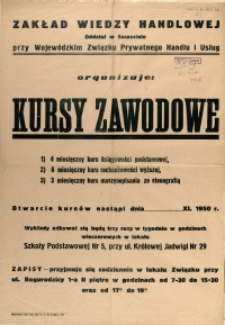 ZAKŁAD WIEDZY HANDLOWEJ
Oddział w Szczecinie
przy Wojewódzkim Związku Prywatnego Handlu i Usług
organizuje:
KURSY ZAWODOWE
1) 4 miesięczny kurs księgowości podstawowej,
2) 6 miesięczny kurs rachunkowości wyższej,
3) 3 miesięczny kurs maszynopisania ze stenografią
Otwarcie kursów nastąpi dnia XI. 1950 r.
Wykłady odbywać się będą trzy razy w tygodniu w godzinach
wieczorowych w lokalu
Szkoły Podstawowej Nr 5, przy ul. Królowej Jadwigi Nr 29
ZAPISY - przyjmuje się codziennie w lokalu Związku przy
ul. Bogurodzicy 1-a II piętro w godzinach od 7-30 do 15-30
oraz od 17° do 19°